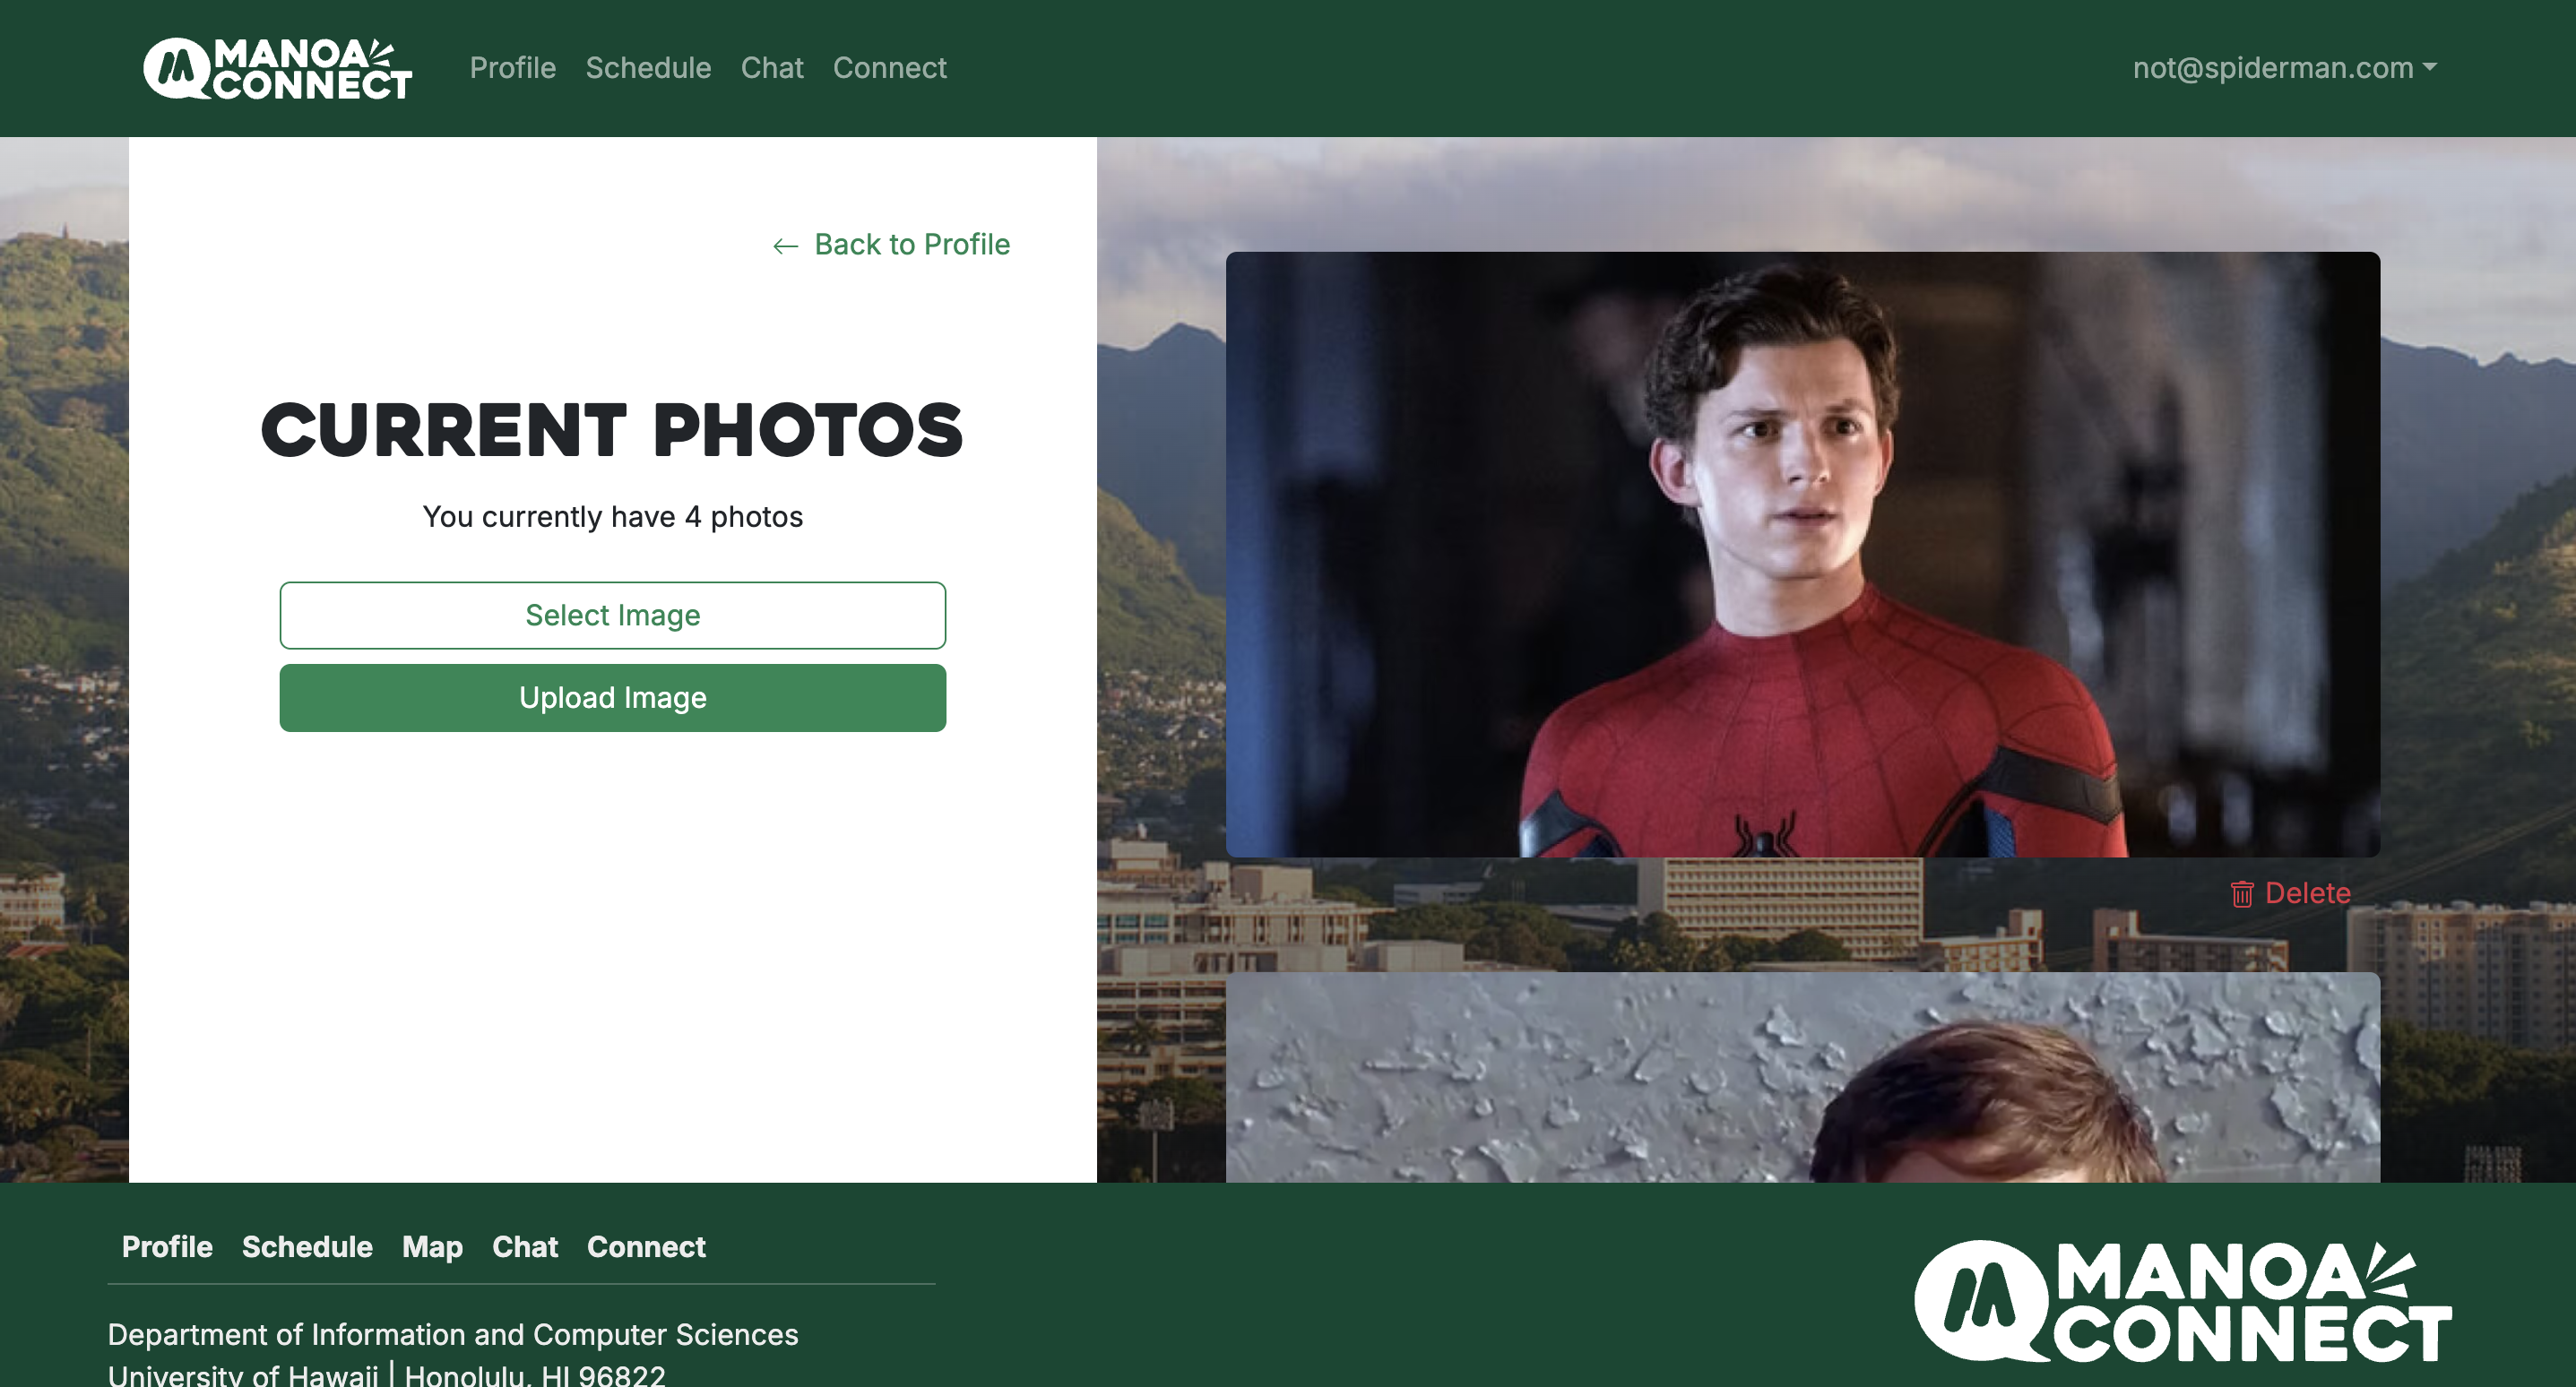 MANOA
CONNECT
Profile Schedule Chat Connect
not@spiderman.com
← Back to Profile
CURRENT PHOTOS
You currently have 4 photos
Select Image
Upload Image
Delete
Profile Schedule Map Chat Connect
Department of Information and Computer Sciences
University of Hawaii | Honolulu, HI 96822
MANOA
CONNECT